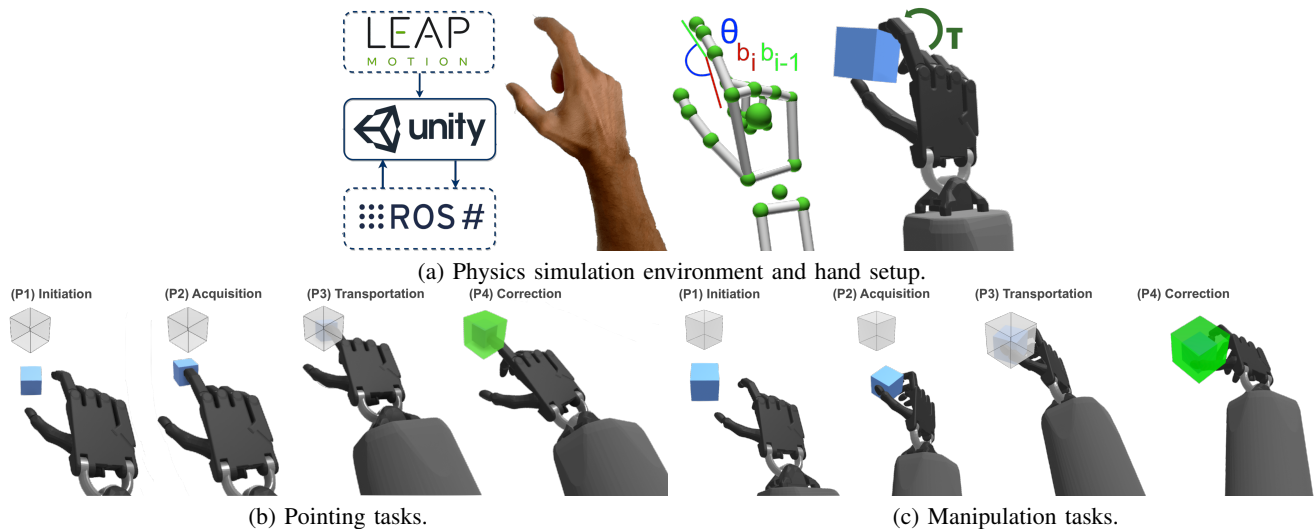 LEAP
MOTION
unity
ROS#
θ
b_i b_{i-1}
τ
(a) Physics simulation environment and hand setup.
(P1) Initiation
(P2) Acquisition
(P3) Transportation
(P4) Correction
(P1) Initiation
(P2) Acquisition
(P3) Transportation
(P4) Correction
(b) Pointing tasks.
(c) Manipulation tasks.